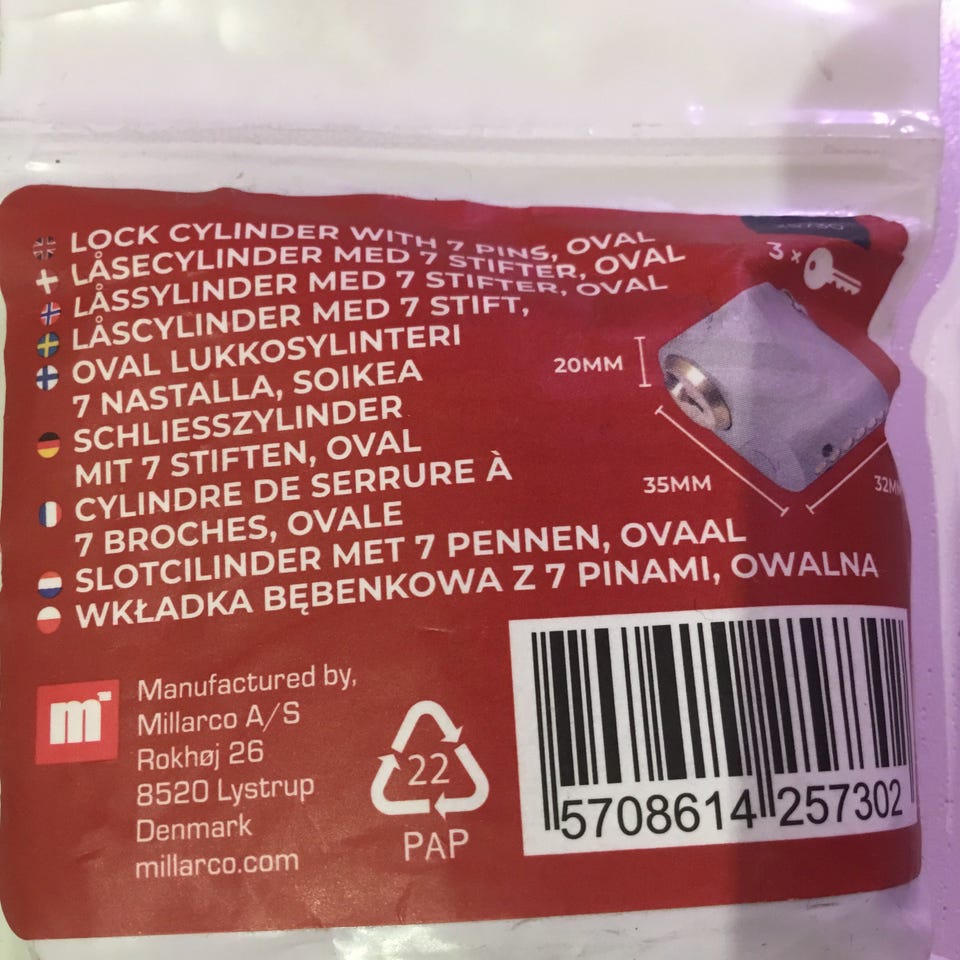 LOCK CYLINDER WITH 7 PINS, OVAL
LÅSECYLINDER MED 7 STIFTER, OVAL
LÅSSYLINDER MED 7 STIFTER, OVAL
LÅSCYLINDER MED 7 STIFT,
OVAL LUKKOSYLINTERI
7 NASTALLA, SOIKEA
SCHLIESSZYLINDER
MIT 7 STIFTEN, OVAL
CYLINDRE DE SERRURE À
7 BROCHES, OVALE
SLOTCILINDER MET 7 PENNEN, OVAAL
WKŁADKA BĘBENKOWA Z 7 PINAMI, OWALNA
3 x
20MM
35MM
32MM
m
Manufactured by,
Millarco A/S
Rokhøj 26
8520 Lystrup
Denmark
millarco.com
22
PAP
5708614 257302